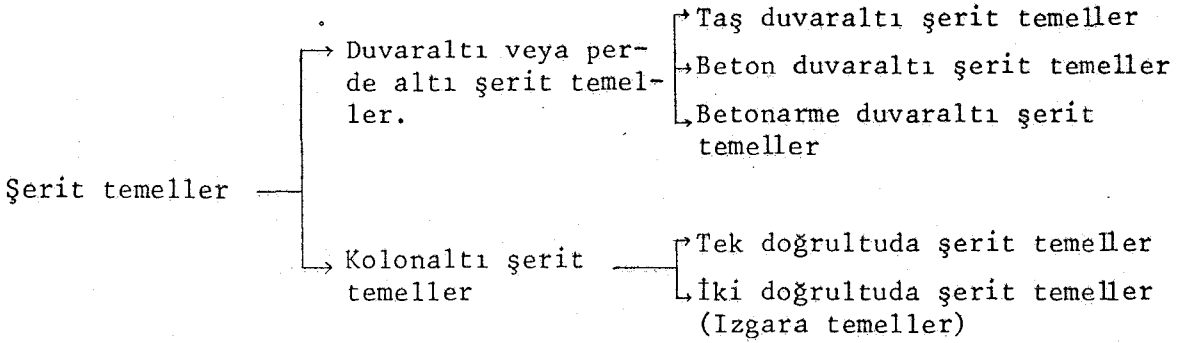 Şerit temeller
Duvaraltı veya per-
de altı şerit temel-
ler.
Taş duvaraltı şerit temeller
Beton duvaraltı şerit temeller
Betonarme duvaraltı şerit
temeller
Kolonaltı şerit
temeller
Tek doğrultuda şerit temeller
İki doğrultuda şerit temeller
(Izgara temeller)